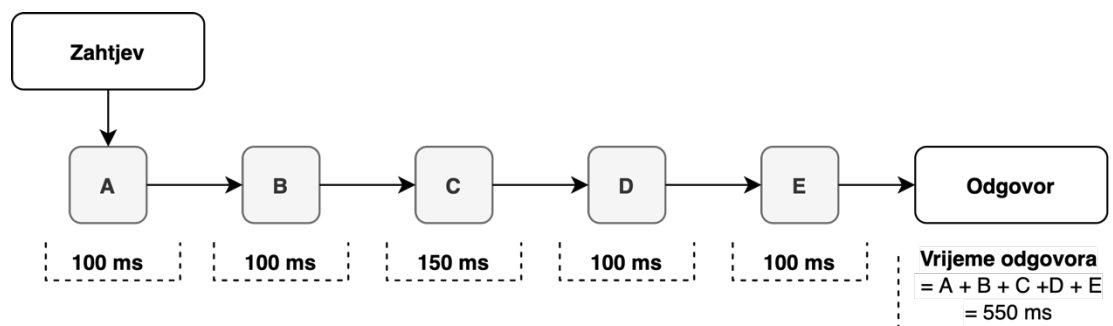 Zahtjev
A
B
C
D
E
Odgovor
100 ms
100 ms
150 ms
100 ms
100 ms
Vrijeme odgovora
= A + B + C +D + E
= 550 ms